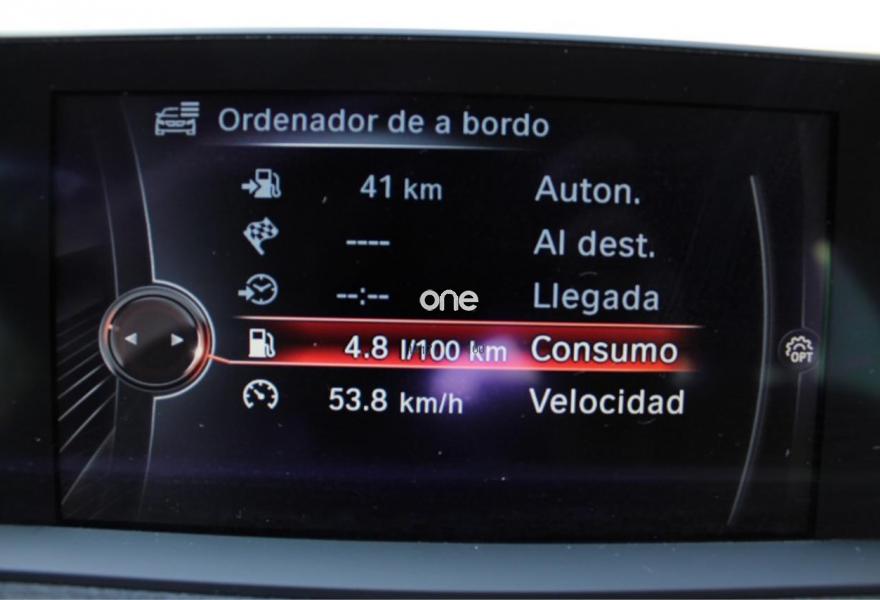 Ordenador de a bordo
41 km Auton.
---- Al dest.
--:-- Llegada
one
4.8 l/100 km Consumo
53.8 km/h Velocidad
OPT